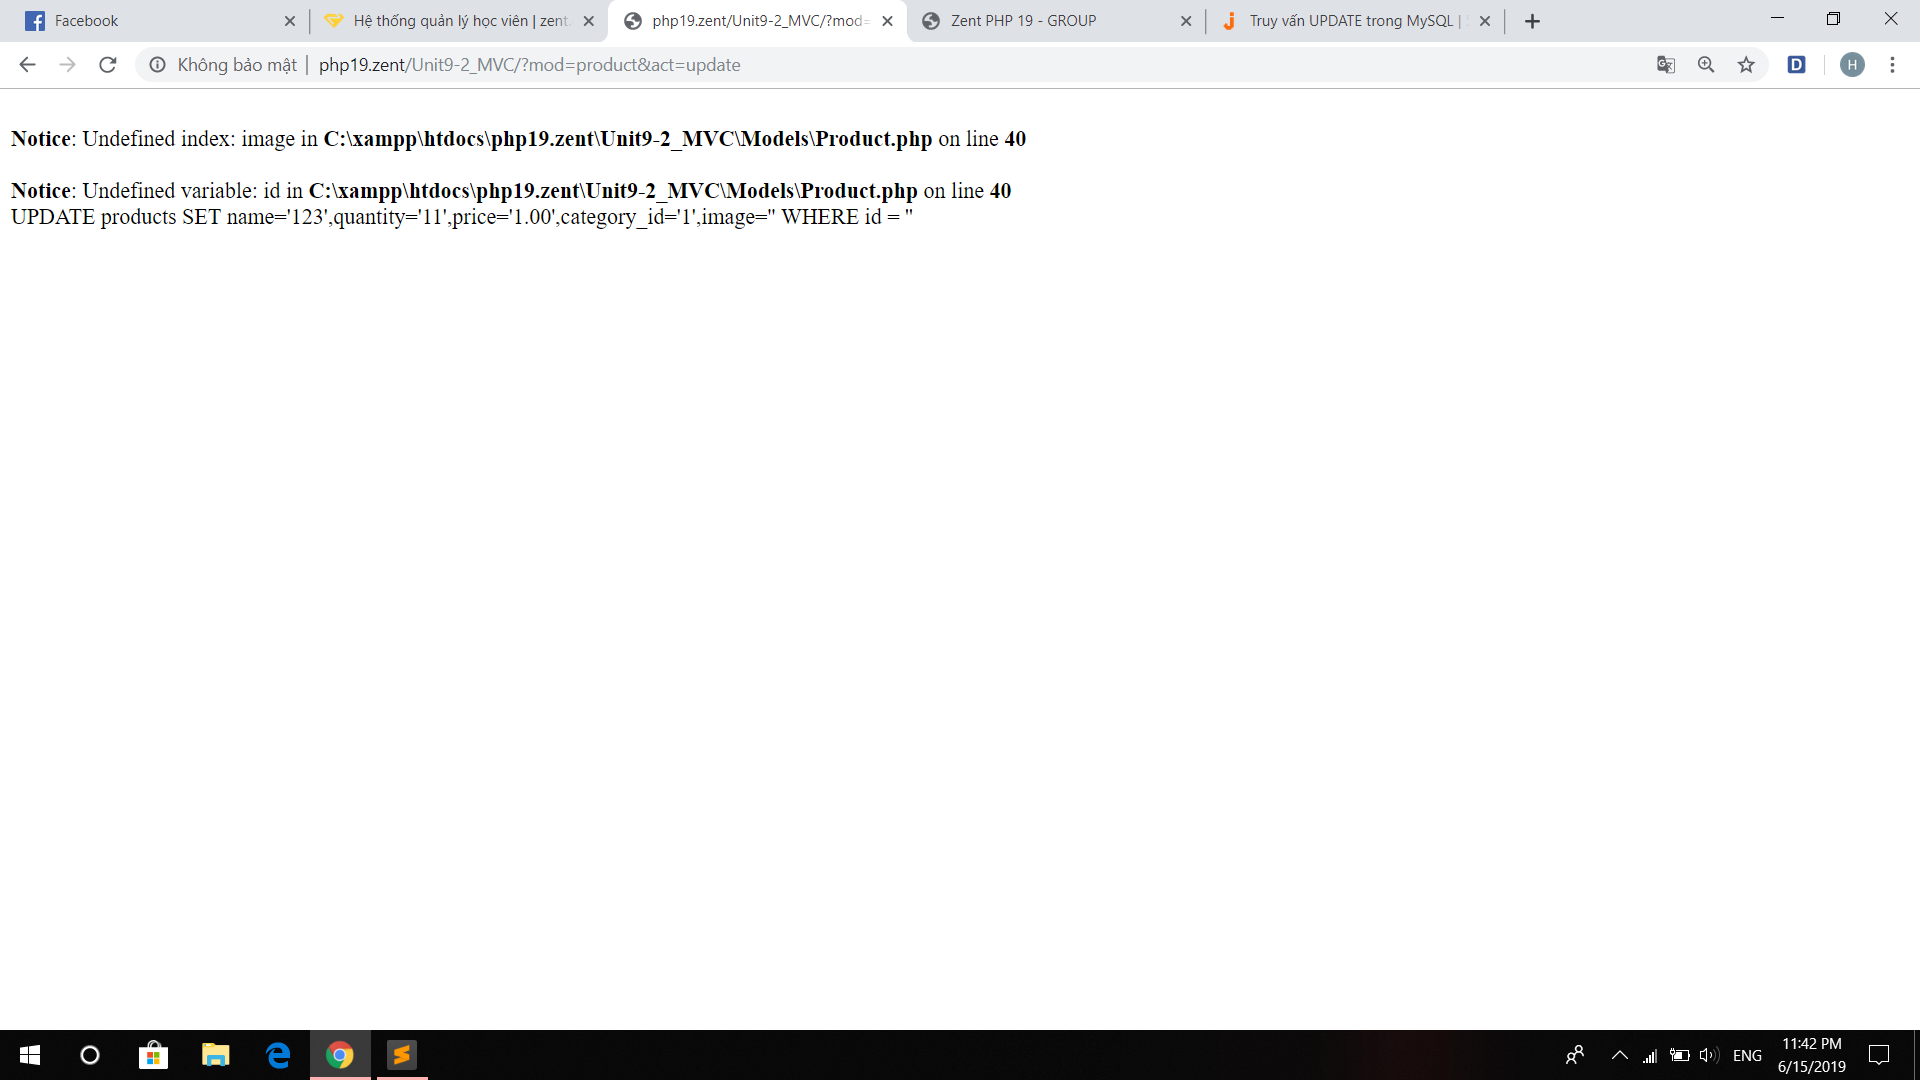 Facebook
Hệ thống quản lý học viên | zent
php19.zent/Unit9-2_MVC/?mod=
Zent PHP 19 - GROUP
Truy vấn UPDATE trong MySQL |
Không bảo mật | php19.zent/Unit9-2_MVC/?mod=product&act=update
D
H
Notice: Undefined index: image in C:\xampp\htdocs\php19.zent\Unit9-2_MVC\Models\Product.php on line 40
Notice: Undefined variable: id in C:\xampp\htdocs\php19.zent\Unit9-2_MVC\Models\Product.php on line 40
UPDATE products SET name='123',quantity='11',price='1.00',category_id='1',image='' WHERE id = ''
ENG
11:42 PM
6/15/2019